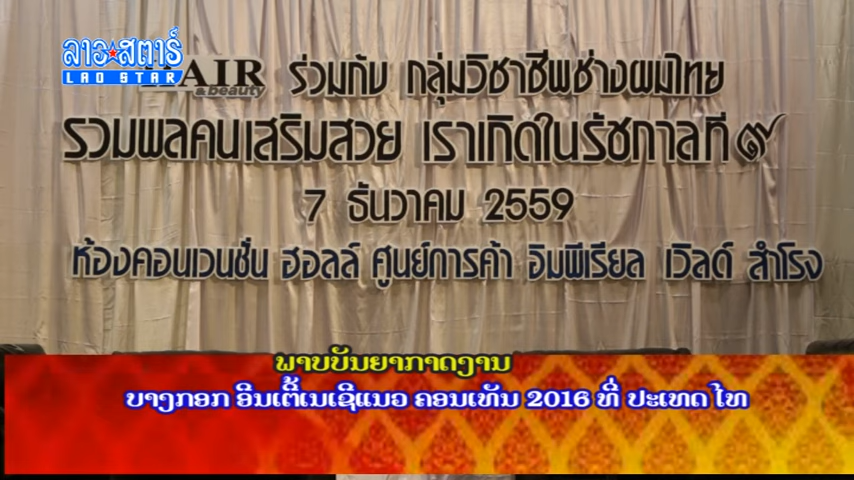 ລາວ★ສຕາຣ໌
LAO STAR
HAIR & beauty ร่วมกับ กลุ่มวิชาชีพช่างผมไทย
รวมพลคนเสริมสวย เราเกิดในรัชกาลที่ ๙
7 ธันวาคม 2559
ห้องคอนเวนชั่น ฮอลล์ ศูนย์การค้า อิมพีเรียล เวิลด์ สำโรง
ພາບບັນຍາກາດງານ
ບາງກອກ ອີນເຕີ້ເນເຊີແນວ ຄອນເທັນ 2016 ທີ່ ປະເທດ ໄທ